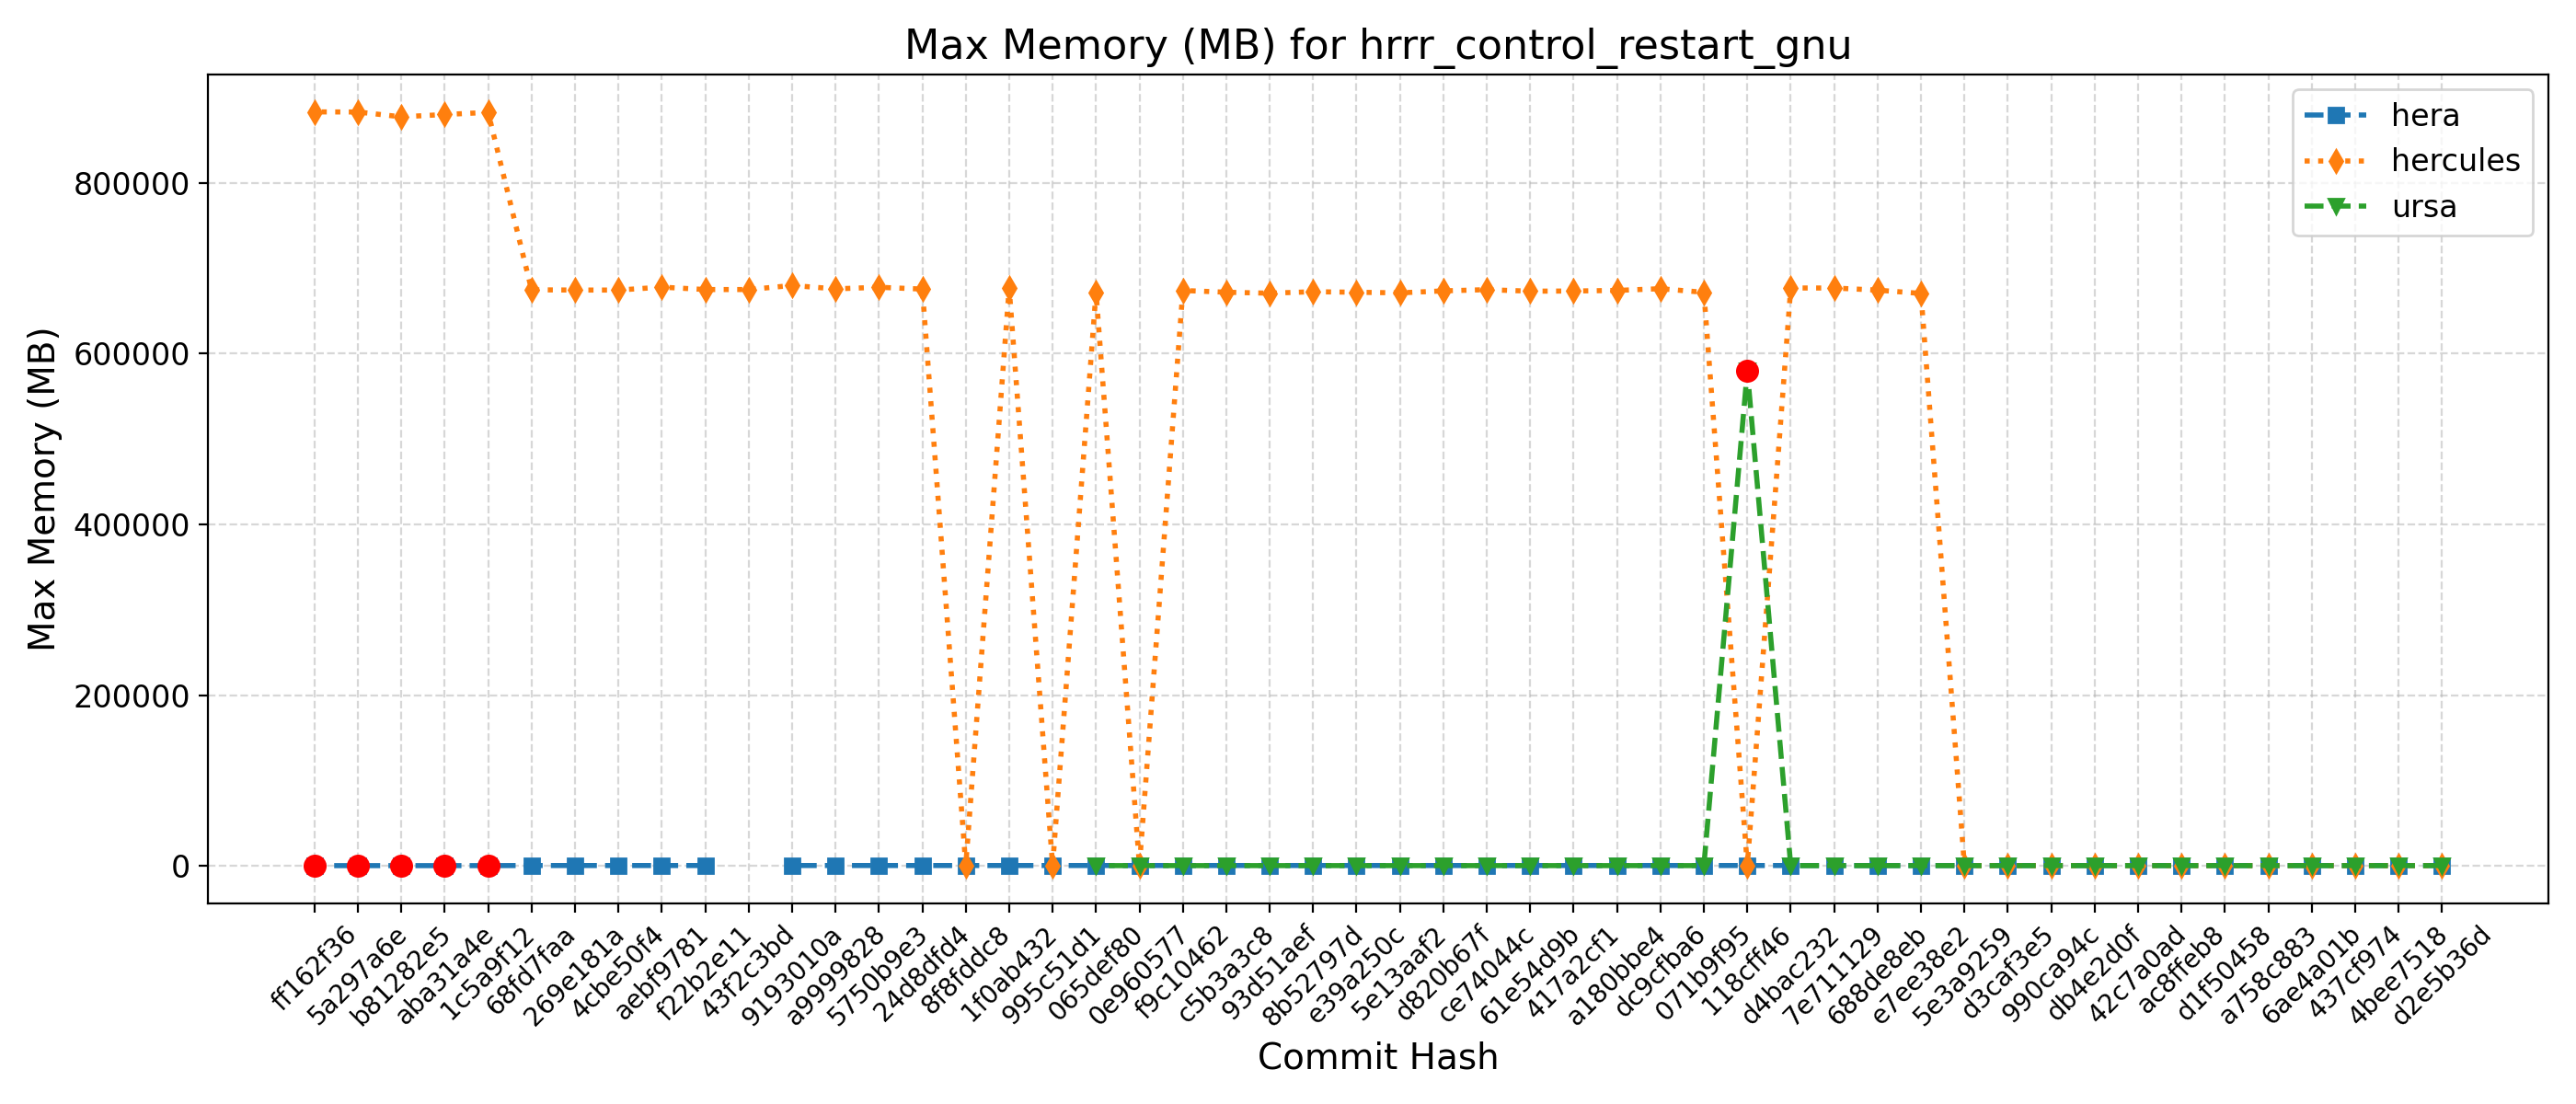 Max Memory (MB) for hrrr_control_restart_gnu
hera
hercules
ursa
Max Memory (MB)
800000
600000
400000
200000
0
ff162f36
5a297a6e
b81282e5
aba31a4e
1c5a9f12
68fd7faa
269e181a
4cbe50f4
aebf9781
f22b2e11
43f2c3bd
9193010a
a9999828
5750b9e3
24d8dfd4
8f8fddc8
1f0ab432
995c51d1
065def80
0e960577
f9c10462
c5b3a3c8
93d51aef
8b52797d
e39a250c
5e13aaf2
d820b67f
ce74044c
61e54d9b
417a2cf1
a180bbe4
dc9cfba6
071b9f95
118cff46
d4bac232
7e711129
688de8eb
e7ee38e2
5e3a9259
d3caf3e5
990ca94c
db4e2d0f
42c7a0ad
ac8ffeb8
d1f50458
a758c883
6ae4a01b
437cf974
4bee7518
d2e5b36d
Commit Hash